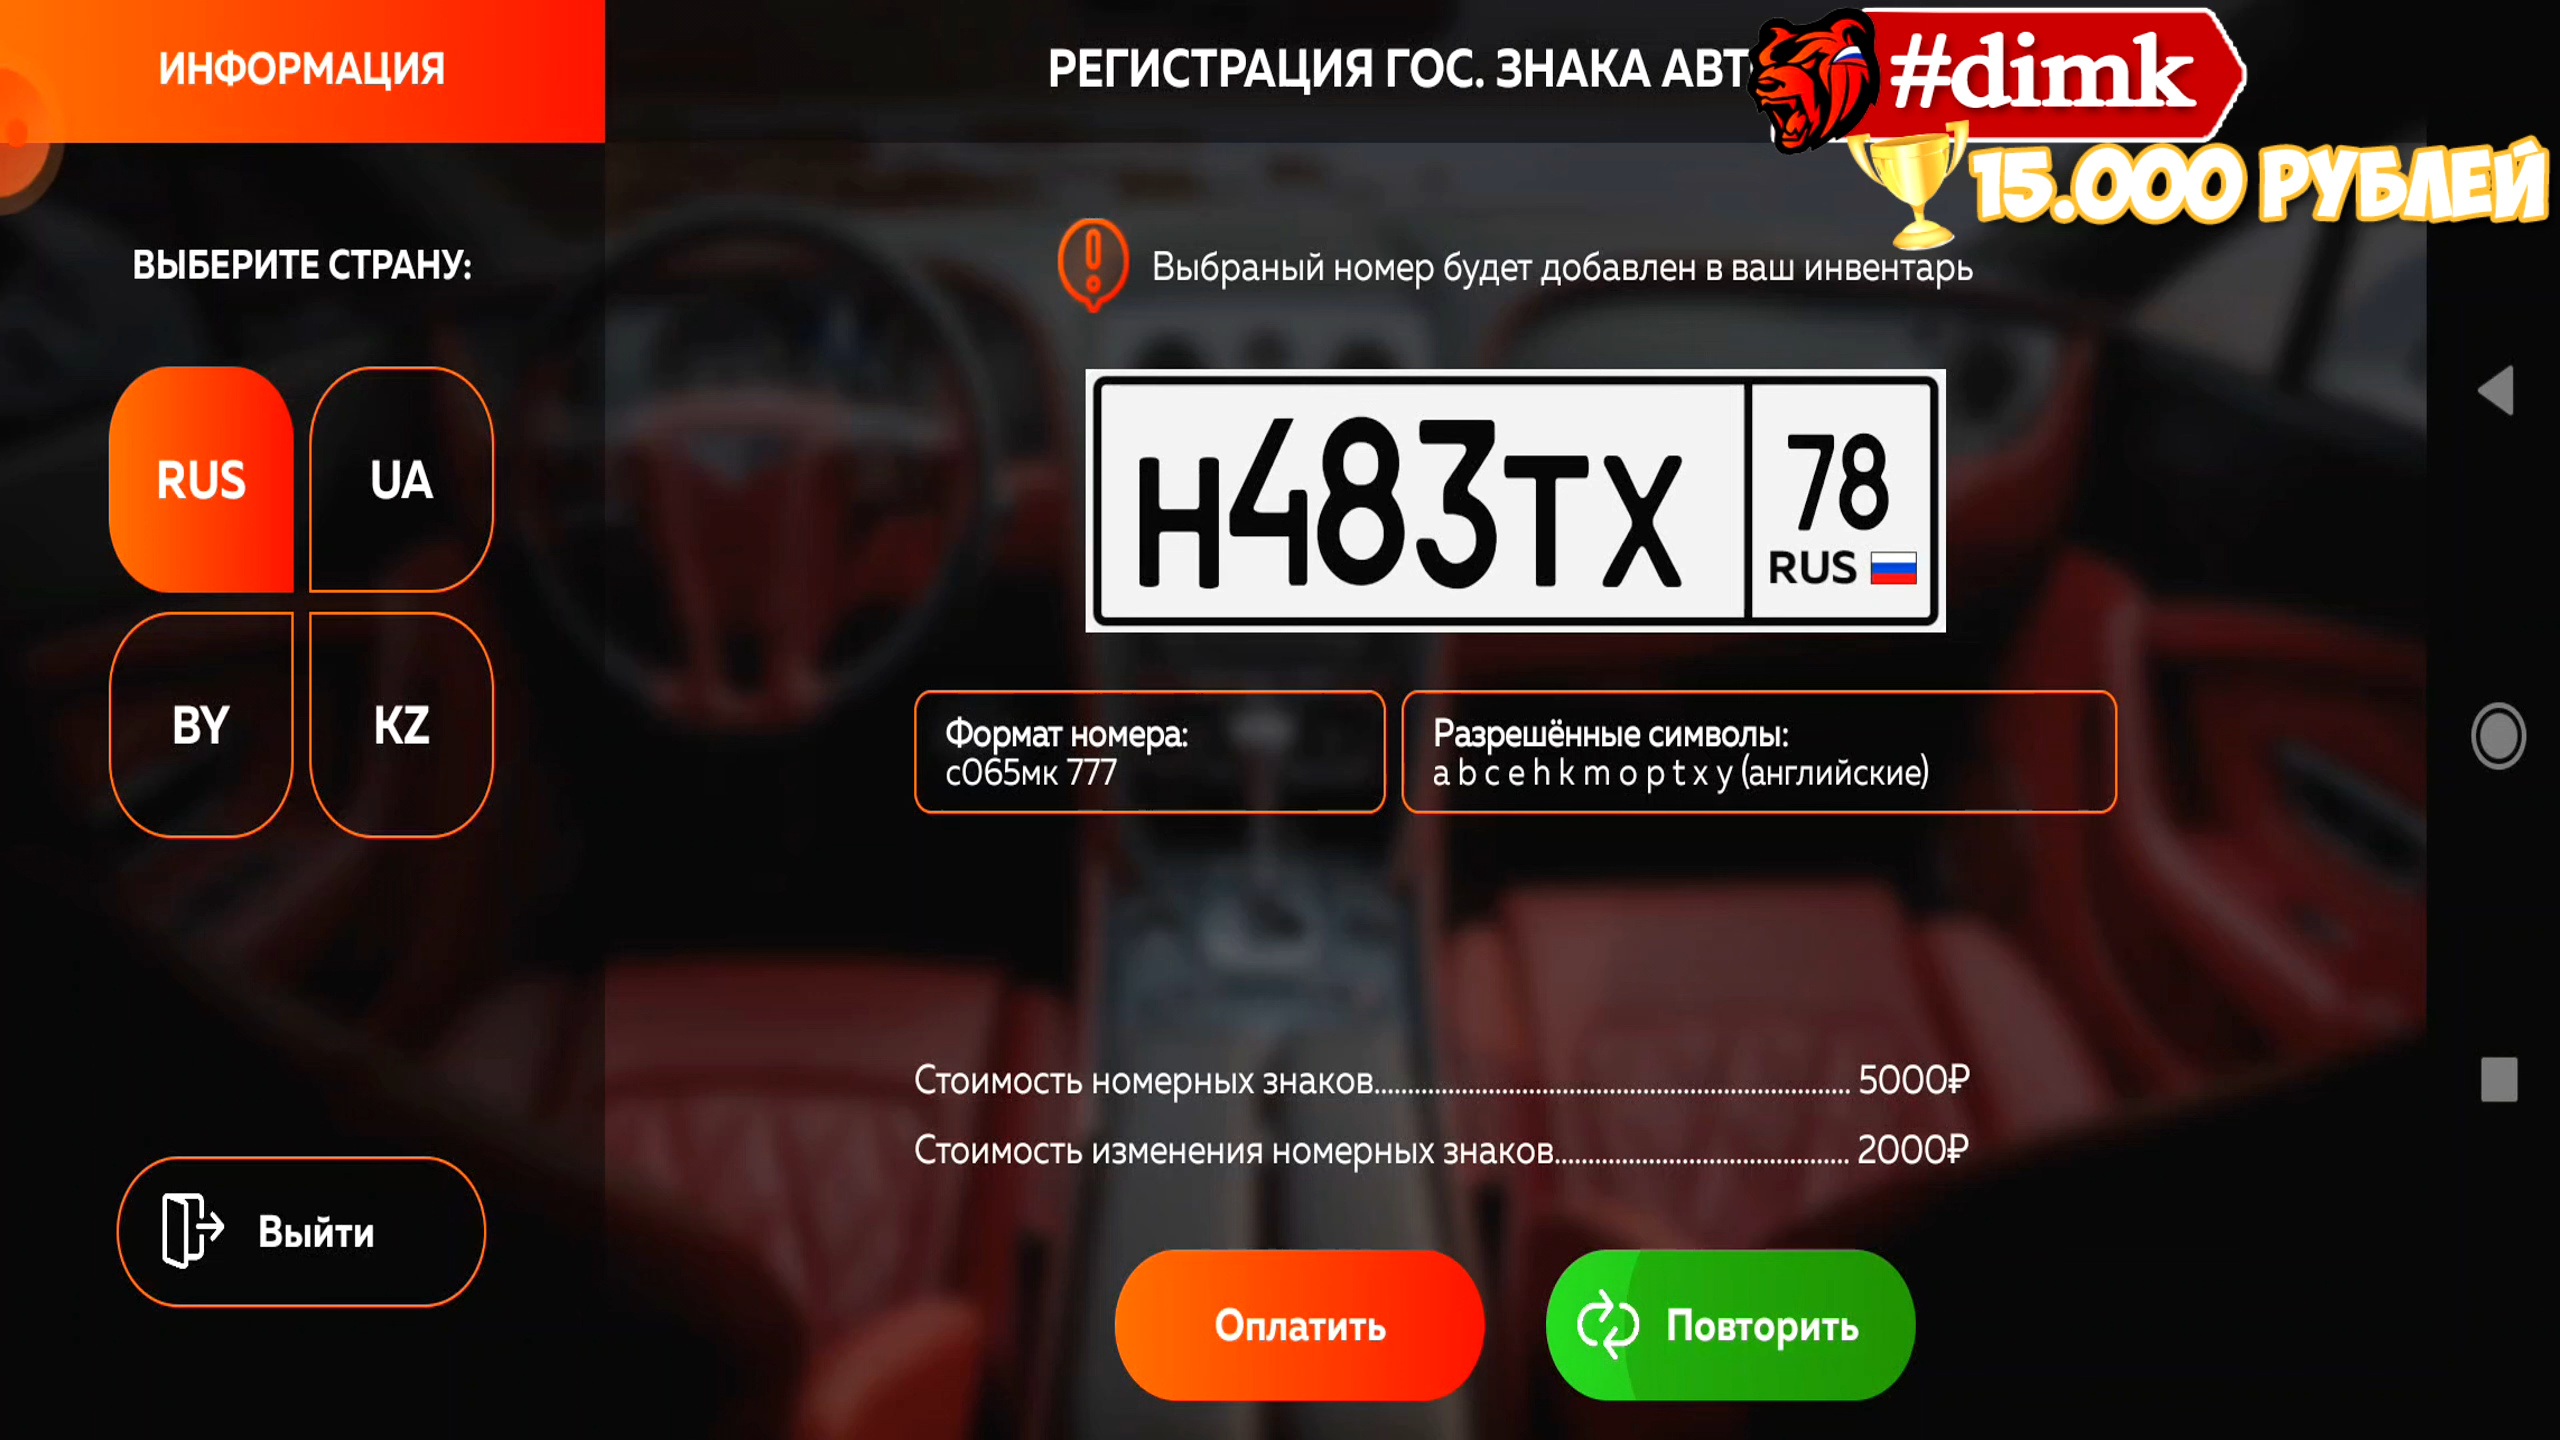 ИНФОРМАЦИЯ
РЕГИСТРАЦИЯ ГОС. ЗНАКА АВТ
#dimk
15.000 РУБЛЕЙ
ВЫБЕРИТЕ СТРАНУ:
Выбраный номер будет добавлен в ваш инвентарь
RUS
UA
BY
KZ
H483TX
78
RUS
Формат номера:
с065мк 777
Разрешённые символы:
a b c e h k m o p t x y (английские)
Стоимость номерных знаков.................................................................... 5000₽
Стоимость изменения номерных знаков.......................................... 2000₽
Выйти
Оплатить
Повторить